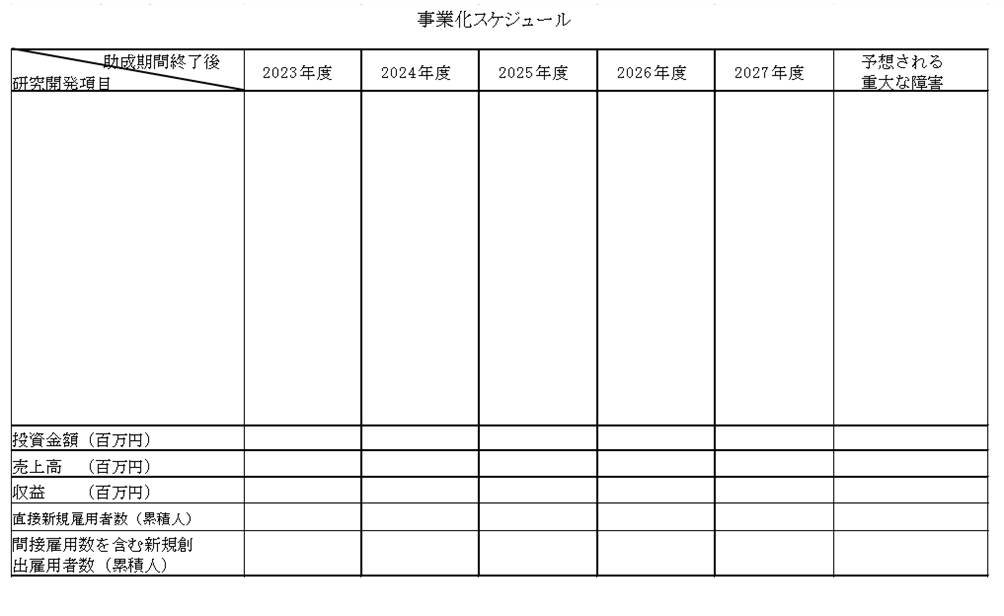 事業化スケジュール
助成期間終了後
研究開発項目
2023年度
2024年度
2025年度
2026年度
2027年度
予想される
重大な障害
投資金額（百万円）
売上高　（百万円）
収益　　（百万円）
直接新規雇用者数（累積人）
間接雇用数を含む新規創
出雇用者数（累積人）